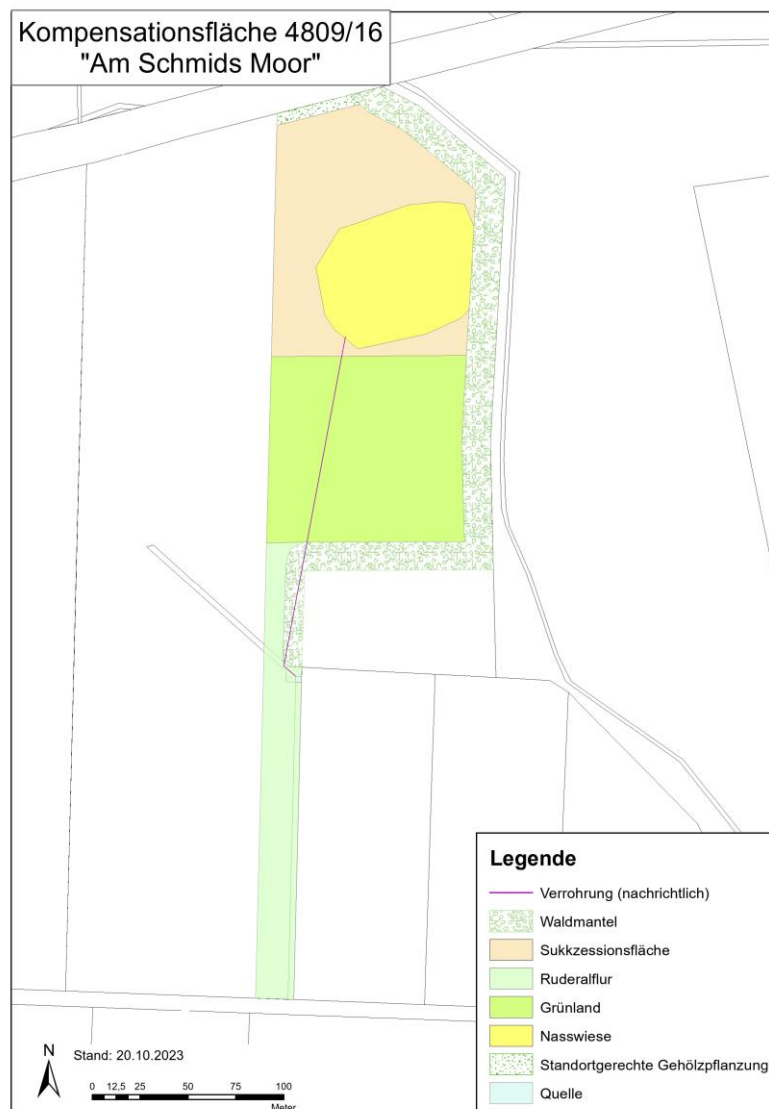 Kompensationsfläche 4809/16
"Am Schmids Moor"
Legende
Verrohrung (nachrichtlich)
Waldmantel
Sukkzessionsfläche
Ruderalflur
Grünland
Nasswiese
Standortgerechte Gehölzpflanzung
Quelle
N
Stand: 20.10.2023
0 12,5 25 50 75 100
Meter